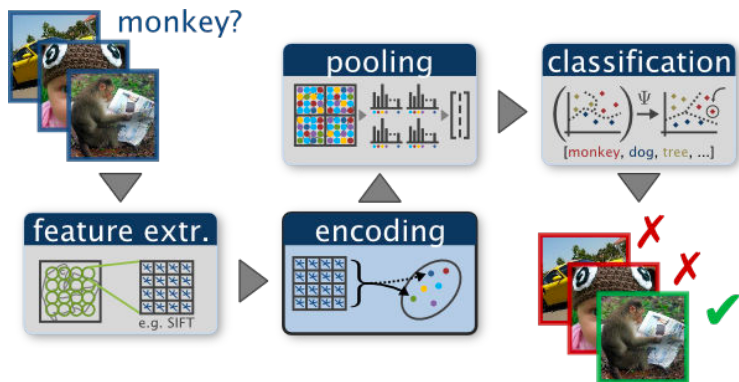 monkey?
feature extr.
e.g. SIFT
encoding
pooling
classification
Ψ
[monkey, dog, tree, ...]